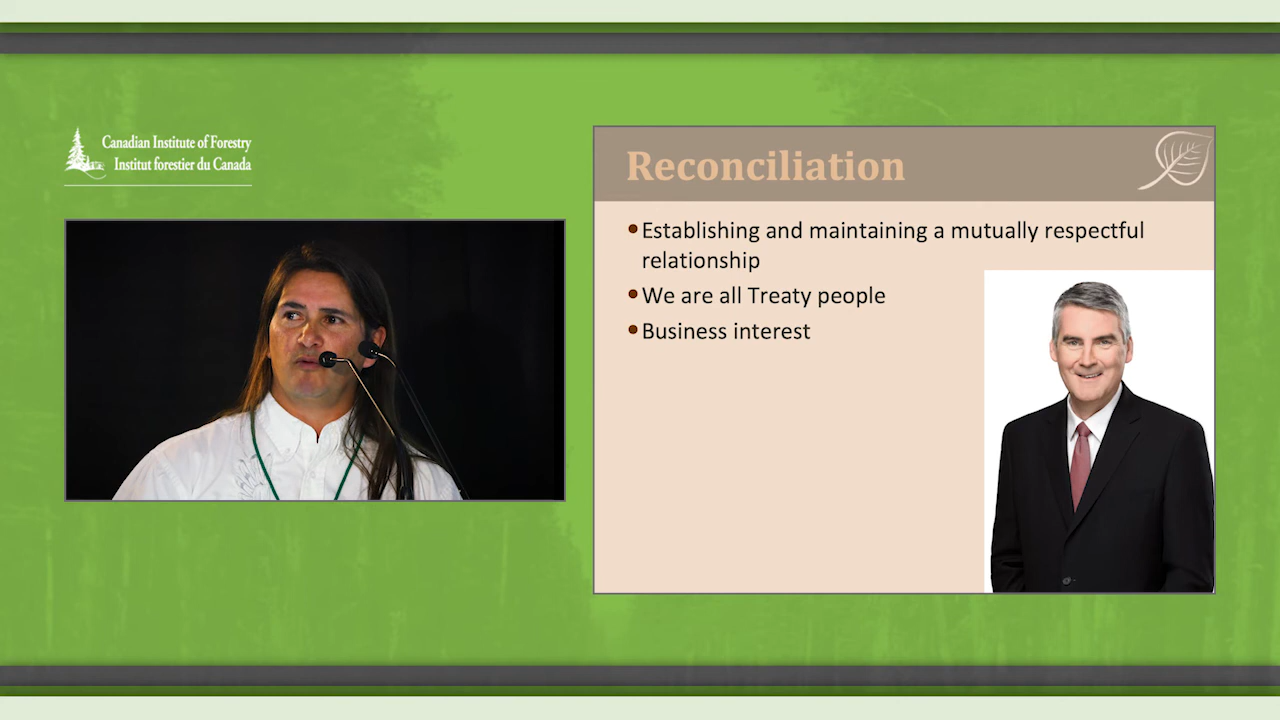 Canadian Institute of Forestry
Institut forestier du Canada
Reconciliation
•Establishing and maintaining a mutually respectful
relationship
•We are all Treaty people
•Business interest